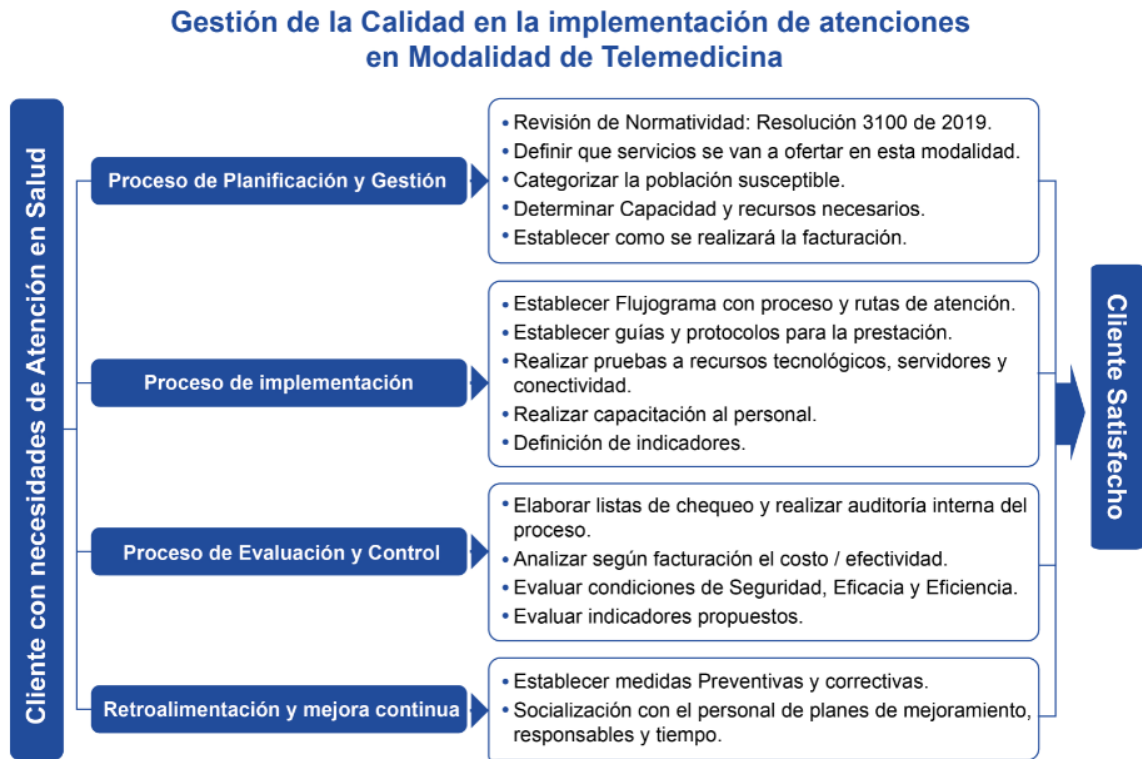 Gestión de la Calidad en la implementación de atenciones
en Modalidad de Telemedicina
Cliente con necesidades de Atención en Salud
Proceso de Planificación y Gestión
• Revisión de Normatividad: Resolución 3100 de 2019.
• Definir que servicios se van a ofertar en esta modalidad.
• Categorizar la población susceptible.
• Determinar Capacidad y recursos necesarios.
• Establecer como se realizará la facturación.
Proceso de implementación
• Establecer Flujograma con proceso y rutas de atención.
• Establecer guías y protocolos para la prestación.
• Realizar pruebas a recursos tecnológicos, servidores y
conectividad.
• Realizar capacitación al personal.
• Definición de indicadores.
Proceso de Evaluación y Control
• Elaborar listas de chequeo y realizar auditoría interna del
proceso.
• Analizar según facturación el costo / efectividad.
• Evaluar condiciones de Seguridad, Eficacia y Eficiencia.
• Evaluar indicadores propuestos.
Retroalimentación y mejora continua
• Establecer medidas Preventivas y correctivas.
• Socialización con el personal de planes de mejoramiento,
responsables y tiempo.
Cliente Satisfecho